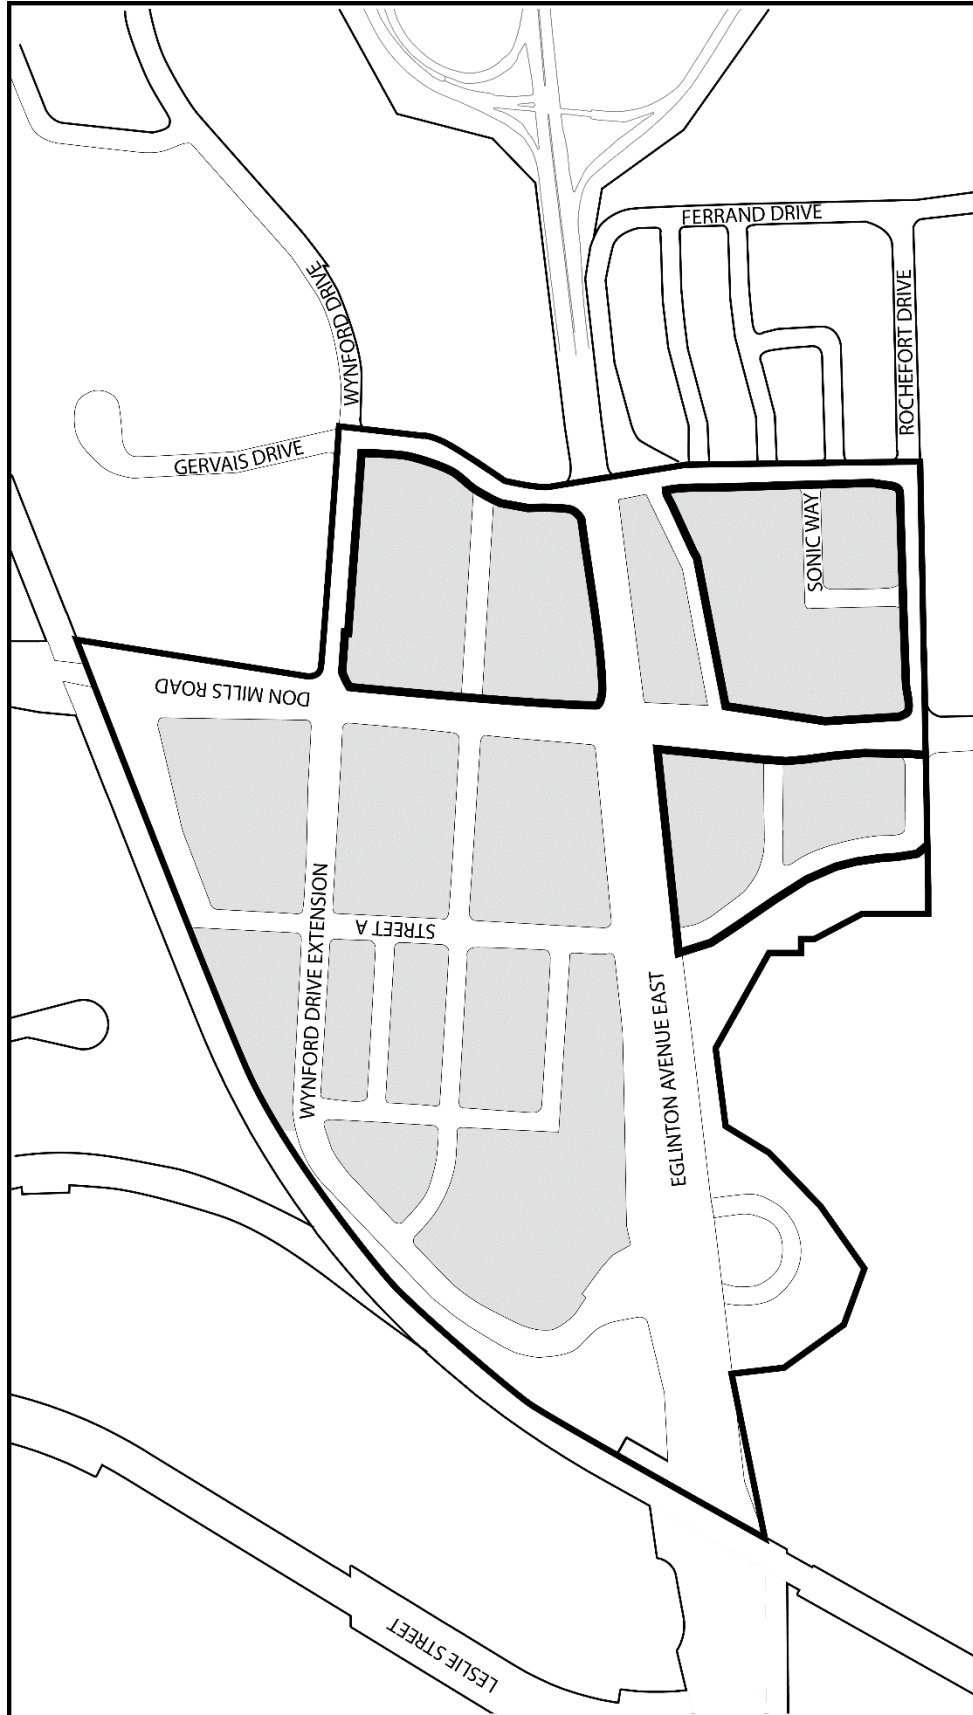 FERRAND DRIVE
WYNFORD DRIVE
ROCHEFORT DRIVE
GERVAIS DRIVE
SONIC WAY
DON MILLS ROAD
WYNFORD DRIVE EXTENSION
STREET A
EGLINTON AVENUE EAST
LESLIE STREET